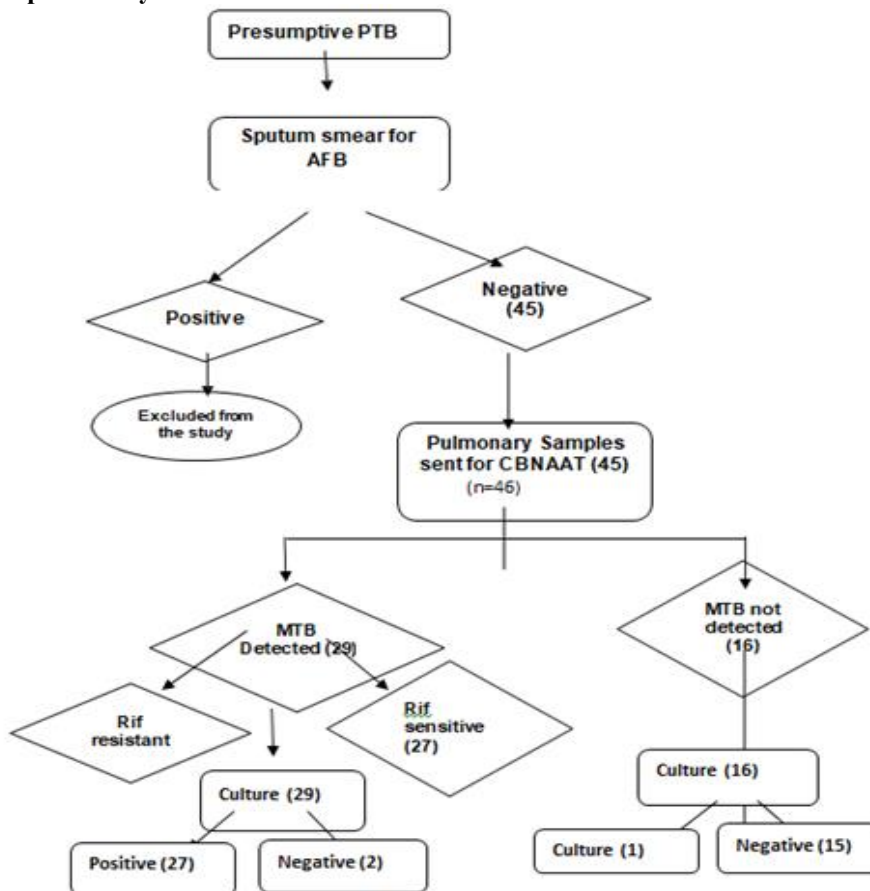 Presumptive PTB
Sputum smear for
AFB
Positive
Negative
(45)
Excluded from
the study
Pulmonary Samples
sent for CBNAAT (45)
(n=46)
MTB
Detected (29)
MTB not
detected
(16)
Rif
resistant
Rif
sensitive
(27)
Culture (29)
Culture (16)
Positive (27)
Negative (2)
Culture (1)
Negative (15)